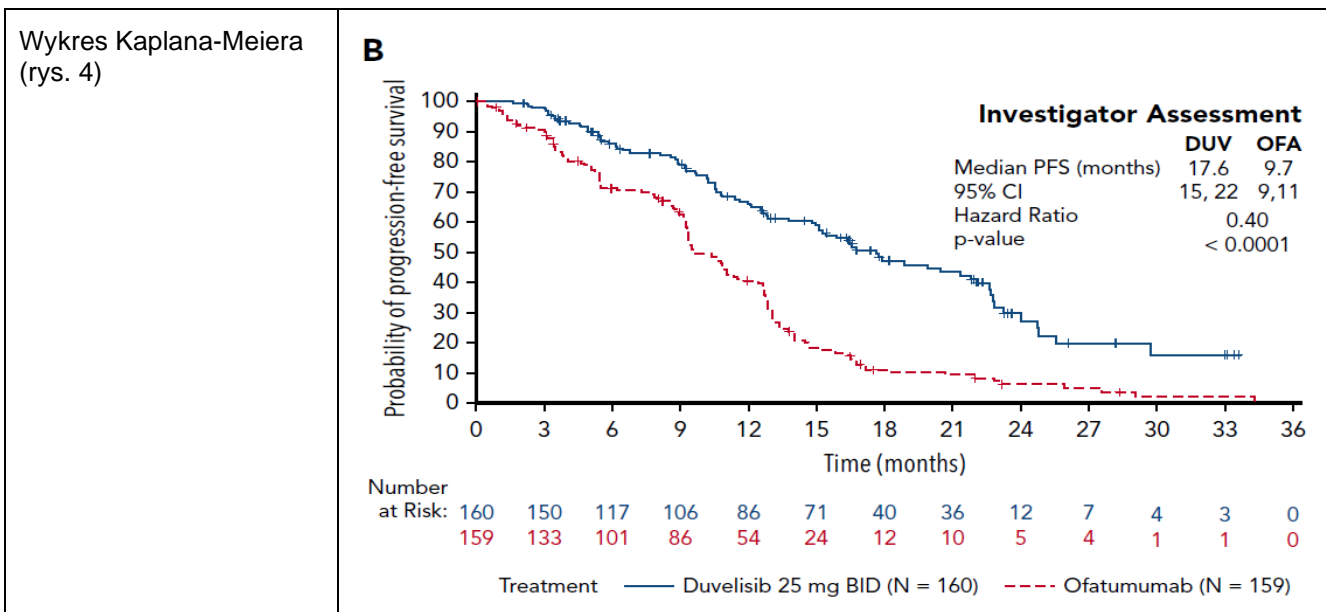 Wykres Kaplana-Meiera
(rys. 4)
B
Probability of progression-free survival
100
90
80
70
60
50
40
30
20
10
0
Investigator Assessment
DUV OFA
Median PFS (months) 17.6 9.7
95% CI 15, 22 9,11
Hazard Ratio 0.40
p-value < 0.0001
0 3 6 9 12 15 18 21 24 27 30 33 36
Time (months)
Number
at Risk: 160 150 117 106 86 71 40 36 12 7 4 3 0
159 133 101 86 54 24 12 10 5 4 1 1 0
Treatment Duvelisib 25 mg BID (N = 160) Ofatumumab (N = 159)